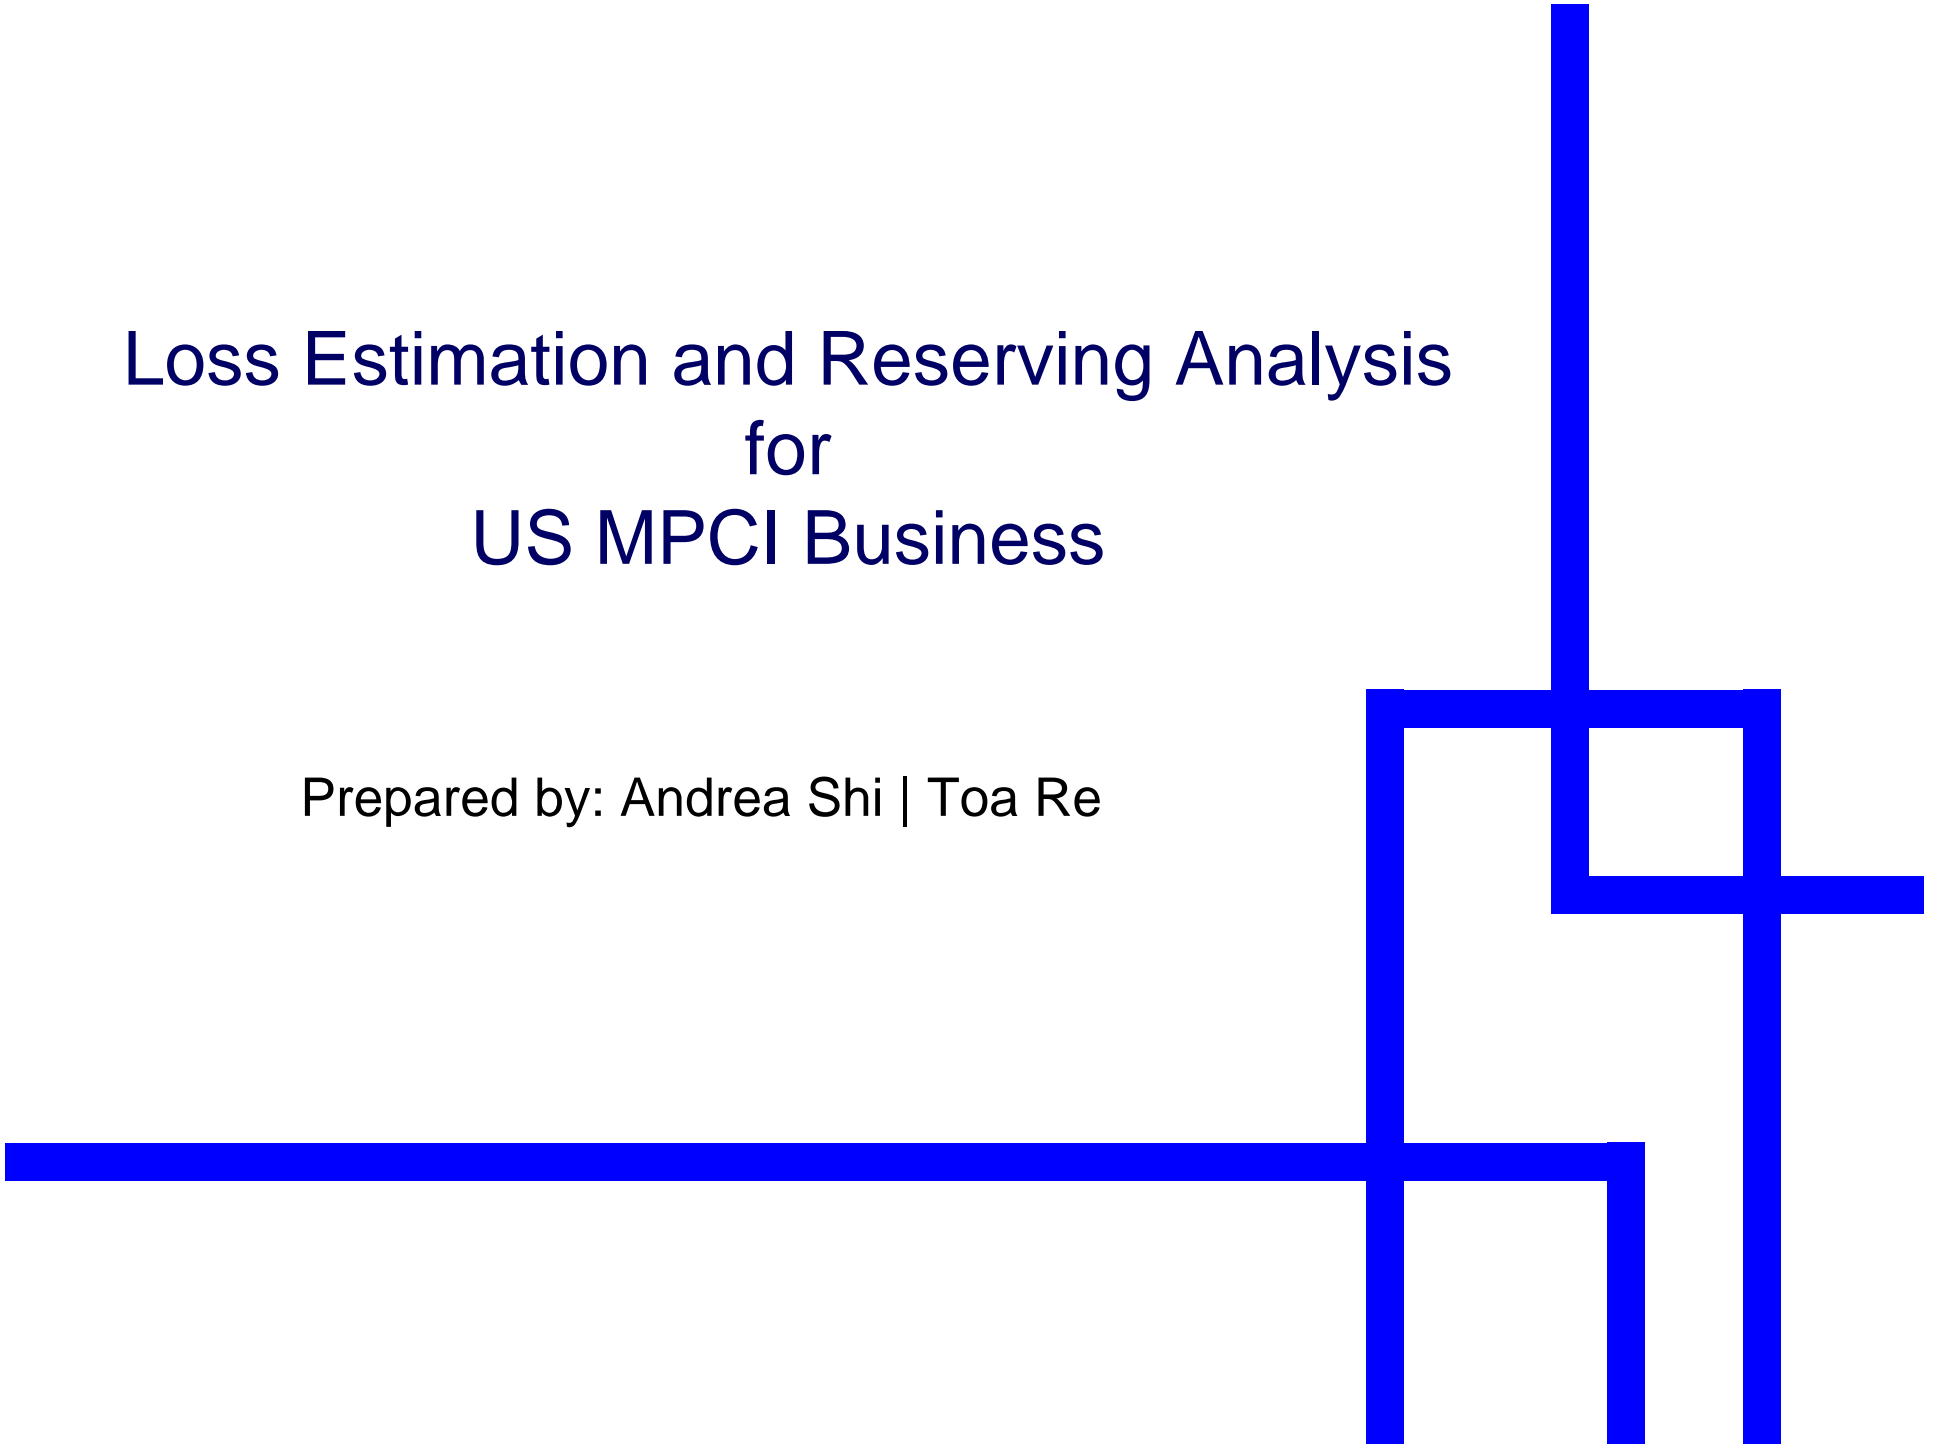 Loss Estimation and Reserving Analysis
for
US MPCI Business
Prepared by: Andrea Shi | Toa Re